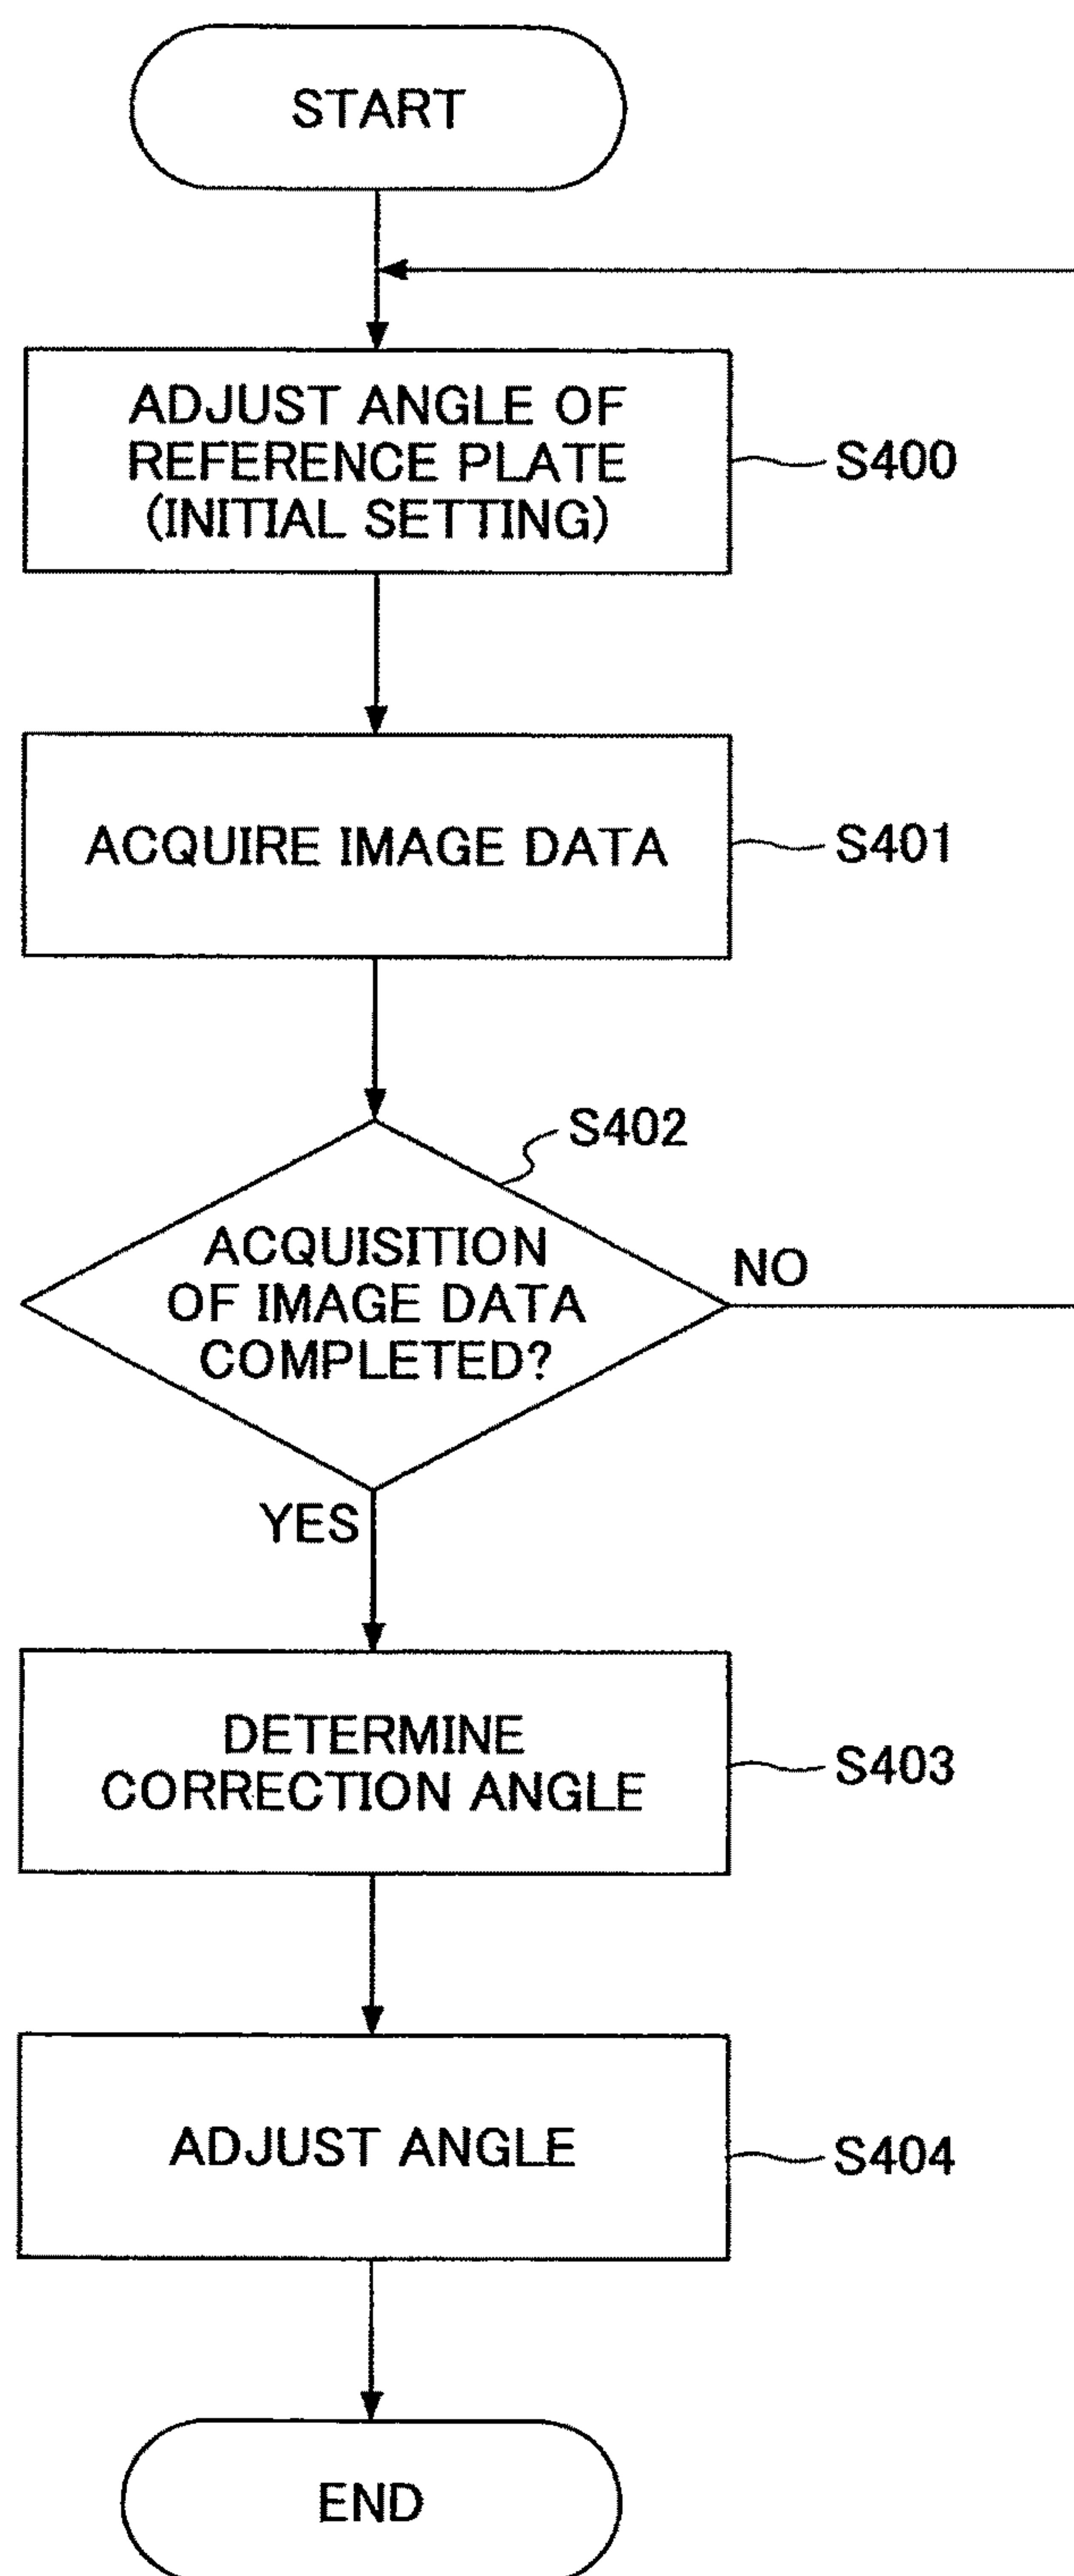 START
ADJUST ANGLE OF
REFERENCE PLATE
(INITIAL SETTING)
S400
ACQUIRE IMAGE DATA
S401
S402
ACQUISITION
OF IMAGE DATA
COMPLETED?
NO
YES
DETERMINE
CORRECTION ANGLE
S403
ADJUST ANGLE
S404
END